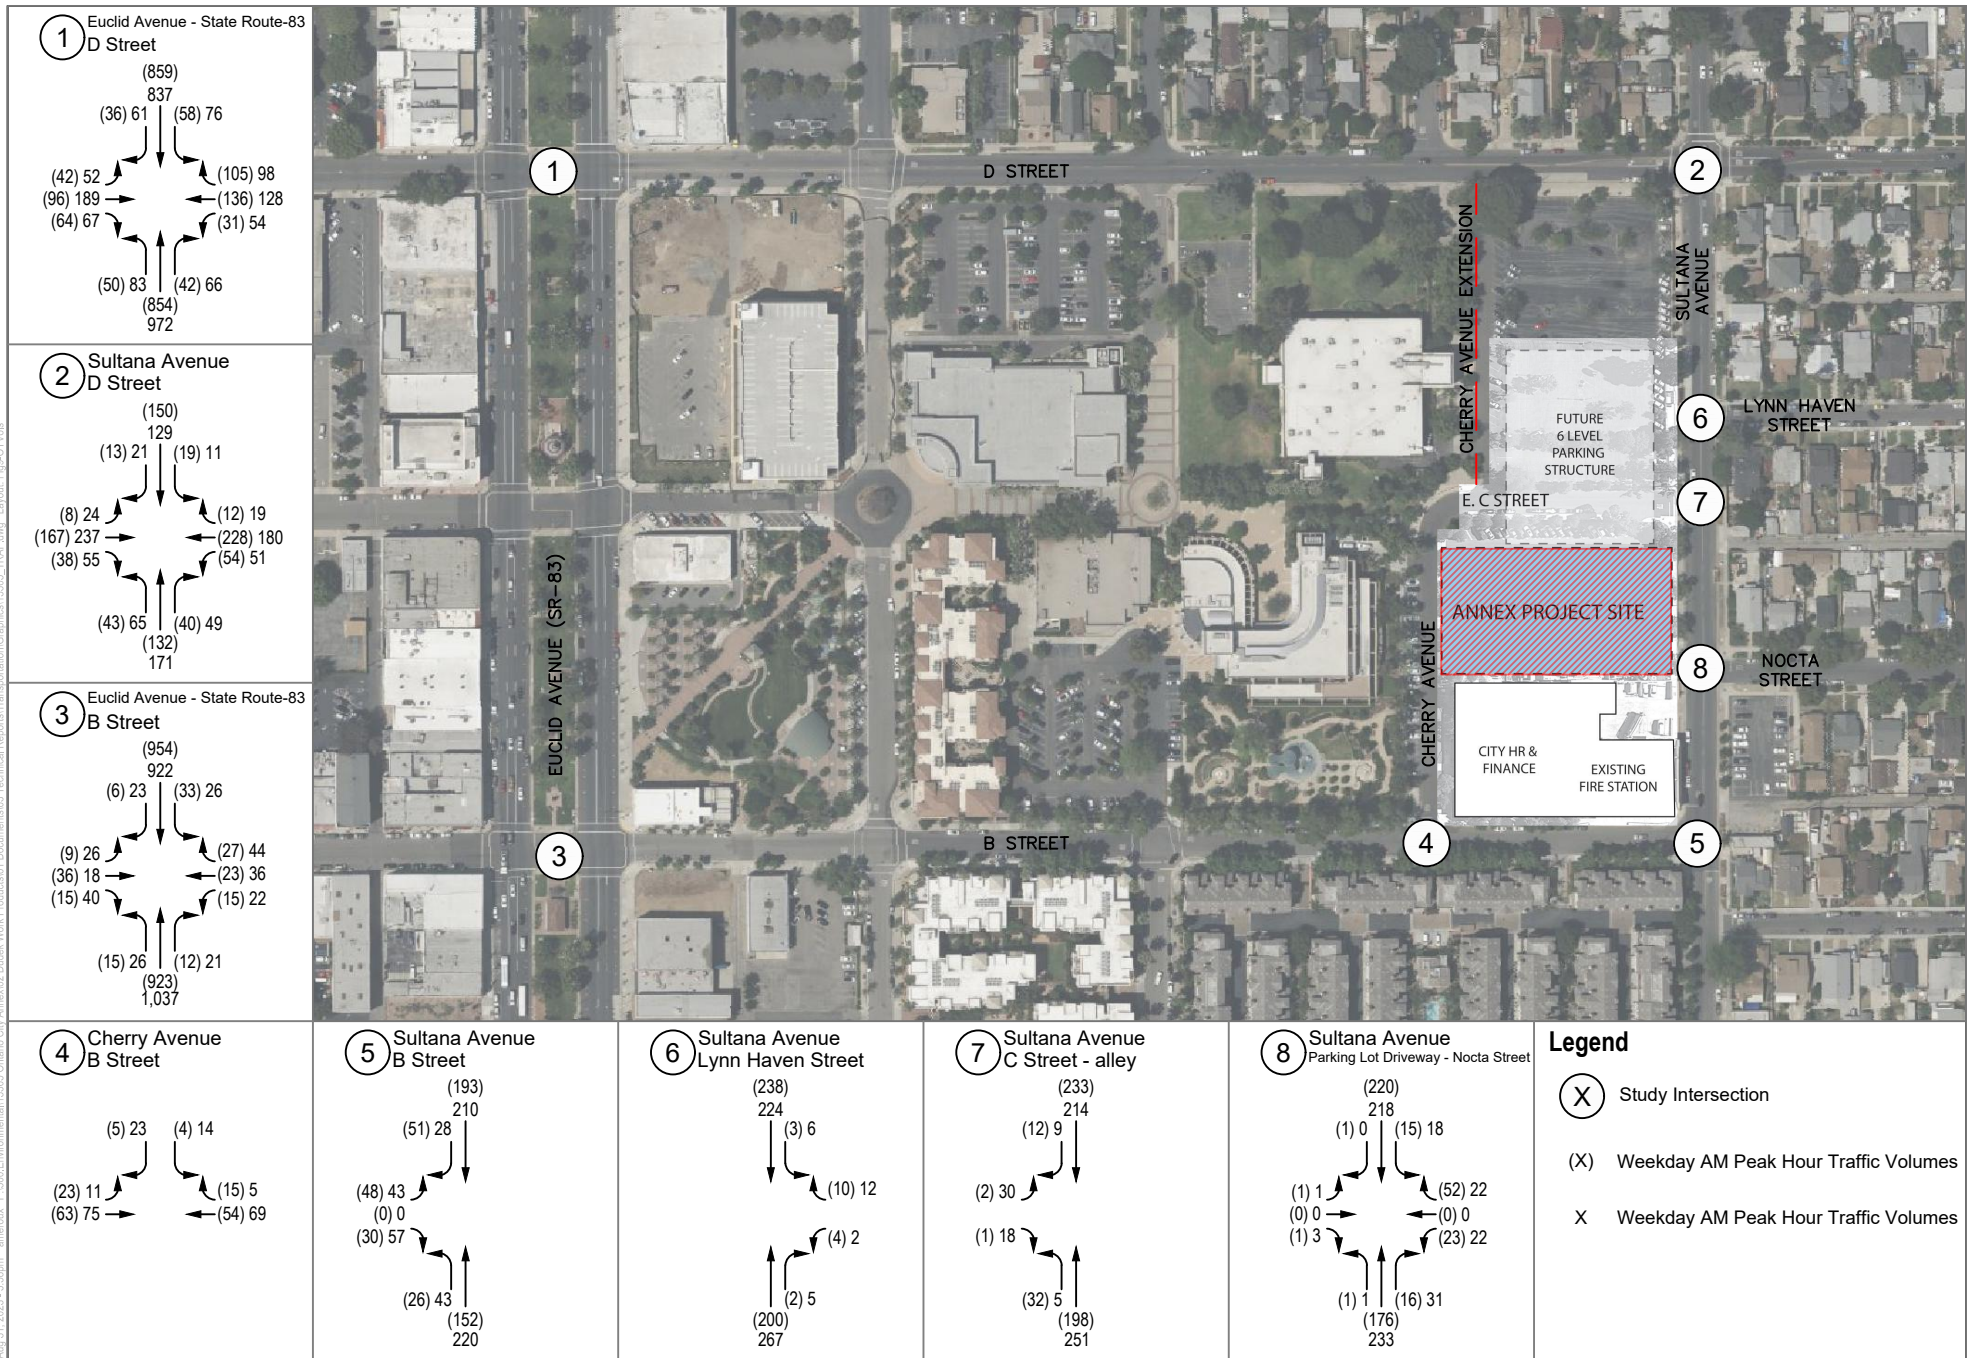 1
Euclid Avenue - State Route-83
D Street
(859)
837
(36) 61
(58) 76
(42) 52
(96) 189
(64) 67
(105) 98
(136) 128
(31) 54
(50) 83
(42) 66
(854)
972
2
Sultana Avenue
D Street
(150)
129
(13) 21
(19) 11
(8) 24
(167) 237
(38) 55
(12) 19
(228) 180
(54) 51
(43) 65
(40) 49
(132)
171
3
Euclid Avenue - State Route-83
B Street
(954)
922
(6) 23
(33) 26
(9) 26
(36) 18
(15) 40
(27) 44
(23) 36
(15) 22
(15) 26
(12) 21
(923)
1,037
1
D STREET
2
CHERRY AVENUE EXTENSION
SULTANA
AVENUE
FUTURE
6 LEVEL
PARKING
STRUCTURE
6
LYNN HAVEN
STREET
E. C STREET
7
EUCLID AVENUE (SR-83)
ANNEX PROJECT SITE
CHERRY AVENUE
8
NOCTA
STREET
CITY HR &
FINANCE
EXISTING
FIRE STATION
3
B STREET
4
5
4
Cherry Avenue
B Street
(5) 23
(4) 14
(23) 11
(63) 75
(15) 5
(54) 69
5
Sultana Avenue
B Street
(193)
210
(51) 28
(48) 43
(0) 0
(30) 57
(26) 43
(152)
220
6
Sultana Avenue
Lynn Haven Street
(238)
224
(3) 6
(10) 12
(4) 2
(2) 5
(200)
267
7
Sultana Avenue
C Street - alley
(233)
214
(12) 9
(2) 30
(1) 18
(32) 5
(198)
251
8
Sultana Avenue
Parking Lot Driveway - Nocta Street
(220)
218
(1) 0
(15) 18
(1) 1
(0) 0
(1) 3
(52) 22
(0) 0
(23) 22
(1) 1
(16) 31
(176)
233
Legend
X Study Intersection
(X) Weekday AM Peak Hour Traffic Volumes
X Weekday AM Peak Hour Traffic Volumes